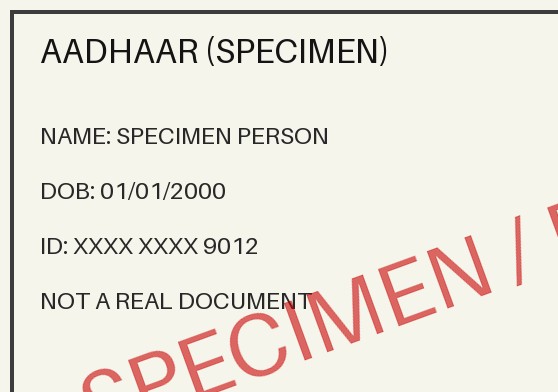 AADHAAR (SPECIMEN)
NAME: SPECIMEN PERSON
DOB: 01/01/2000
ID: XXXX XXXX 9012
NOT A REAL DOCUMENT
SPECIMEN /